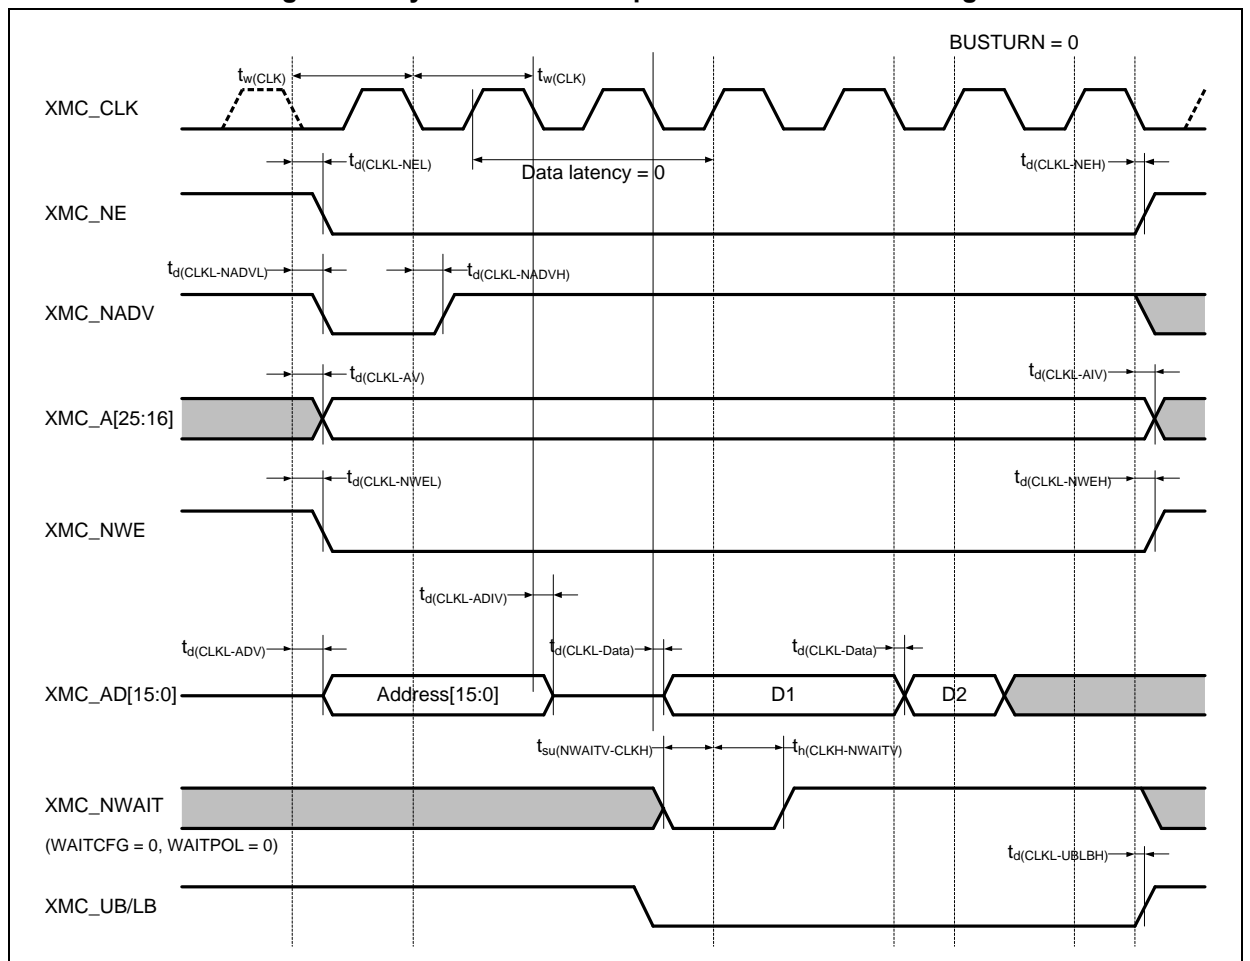 BUSTURN = 0
tw(CLK) tw(CLK)
XMC_CLK
td(CLKL-NEL) Data latency = 0 td(CLKL-NEH)
XMC_NE
td(CLKL-NADVL) td(CLKL-NADVH)
XMC_NADV
td(CLKL-AV) td(CLKL-AIV)
XMC_A[25:16]
td(CLKL-NWEL) td(CLKL-NWEH)
XMC_NWE
td(CLKL-ADIV)
td(CLKL-ADV) td(CLKL-Data) td(CLKL-Data)
XMC_AD[15:0] Address[15:0] D1 D2
tsu(NWAITV-CLKH) th(CLKH-NWAITV)
XMC_NWAIT
(WAITCFG = 0, WAITPOL = 0)
td(CLKL-UBLBH)
XMC_UB/LB